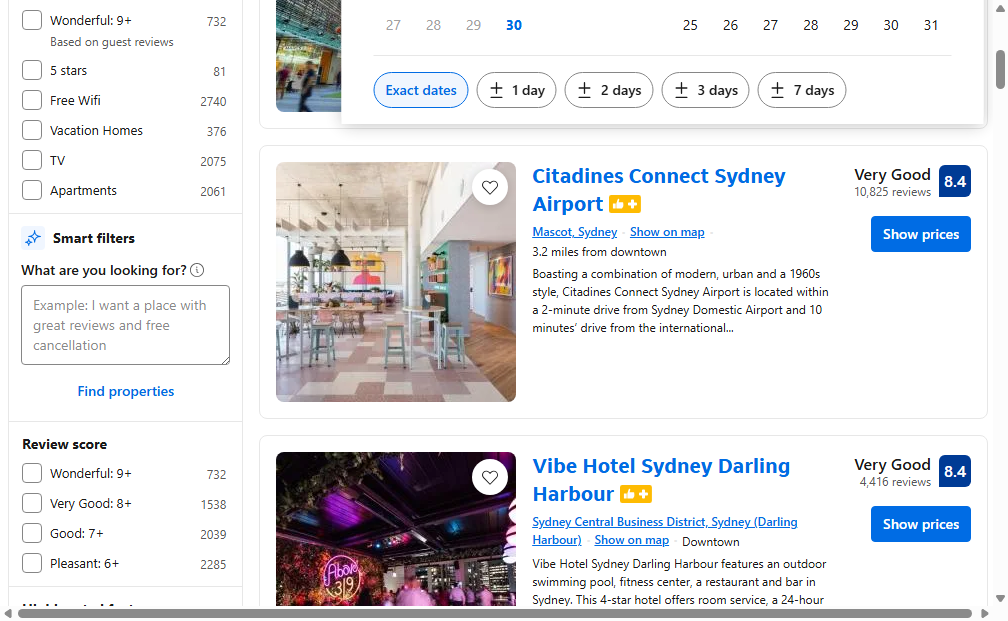 Wonderful: 9+ 732
Based on guest reviews
5 stars 81
Free Wifi 2740
Vacation Homes 376
TV 2075
Apartments 2061
Smart filters
What are you looking for?
Example: I want a place with
great reviews and free
cancellation
Find properties
Review score
Wonderful: 9+ 732
Very Good: 8+ 1538
Good: 7+ 2039
Pleasant: 6+ 2285
27 28 29 30 25 26 27 28 29 30 31
Exact dates
± 1 day
± 2 days
± 3 days
± 7 days
Citadines Connect Sydney
Airport
Mascot, Sydney · Show on map ·
3.2 miles from downtown
Boasting a combination of modern, urban and a 1960s
style, Citadines Connect Sydney Airport is located within
a 2-minute drive from Sydney Domestic Airport and 10
minutes’ drive from the international...
Very Good 8.4
10,825 reviews
Show prices
Above
319
Vibe Hotel Sydney Darling
Harbour
Sydney Central Business District, Sydney (Darling
Harbour) · Show on map · Downtown
Vibe Hotel Sydney Darling Harbour features an outdoor
swimming pool, fitness center, a restaurant and bar in
Sydney. This 4-star hotel offers room service, a 24-hour
Very Good 8.4
4,416 reviews
Show prices